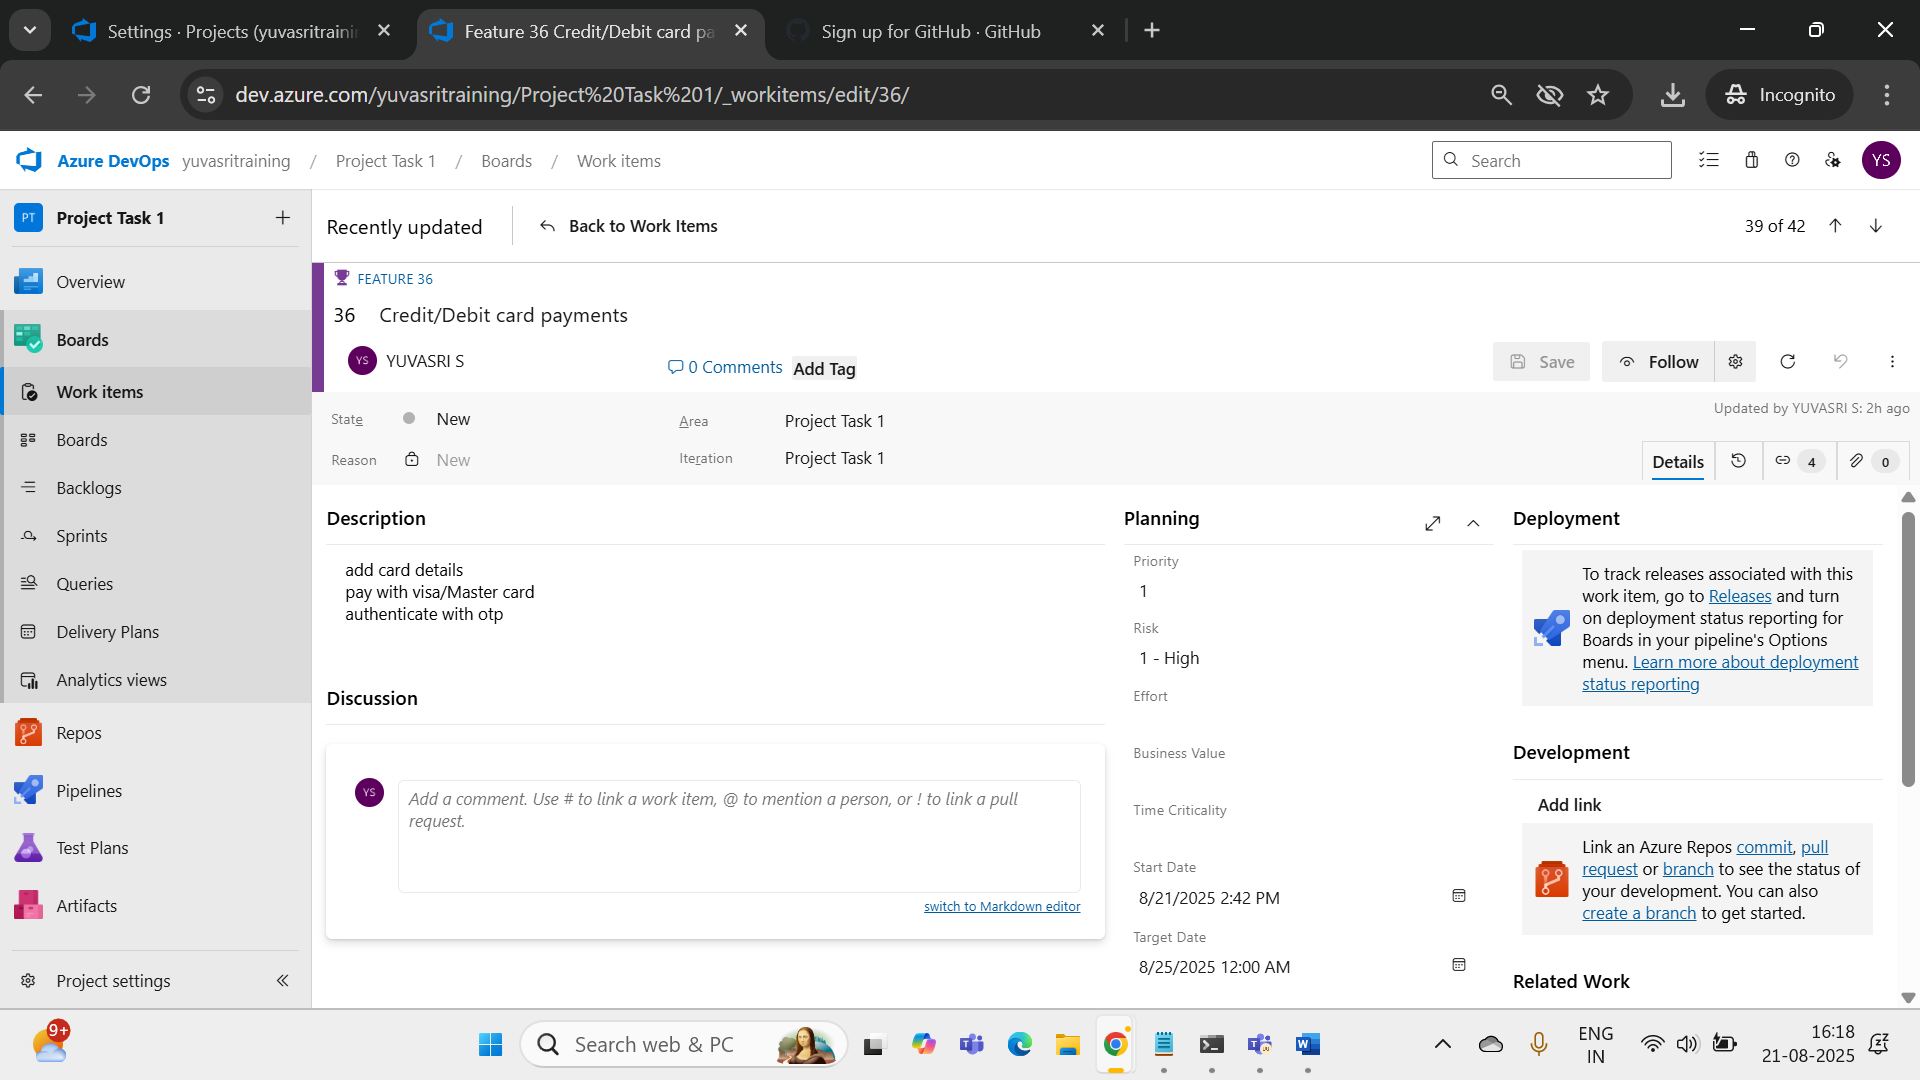 Settings · Projects (yuvasritrainin
Feature 36 Credit/Debit card pa
Sign up for GitHub · GitHub
dev.azure.com/yuvasritraining/Project%20Task%201/_workitems/edit/36/
Incognito
Azure DevOps yuvasritraining / Project Task 1 / Boards / Work items
Search
YS
PT Project Task 1
Overview
Boards
Work items
Boards
Backlogs
Sprints
Queries
Delivery Plans
Analytics views
Repos
Pipelines
Test Plans
Artifacts
Project settings
Recently updated
Back to Work Items
39 of 42
FEATURE 36
36 Credit/Debit card payments
YS YUVASRI S
0 Comments
Add Tag
Save
Follow
State New
Area Project Task 1
Updated by YUVASRI S: 2h ago
Reason New
Iteration Project Task 1
Details
4
0
Description
add card details
pay with visa/Master card
authenticate with otp
Discussion
YS
Add a comment. Use # to link a work item, @ to mention a person, or ! to link a pull
request.
switch to Markdown editor
Planning
Priority
1
Risk
1 - High
Effort
Business Value
Time Criticality
Start Date
8/21/2025 2:42 PM
Target Date
8/25/2025 12:00 AM
Deployment
To track releases associated with this
work item, go to Releases and turn
on deployment status reporting for
Boards in your pipeline's Options
menu. Learn more about deployment
status reporting
Development
Add link
Link an Azure Repos commit, pull
request or branch to see the status of
your development. You can also
create a branch to get started.
Related Work
9+
Search web & PC
ENG
IN
16:18
21-08-2025